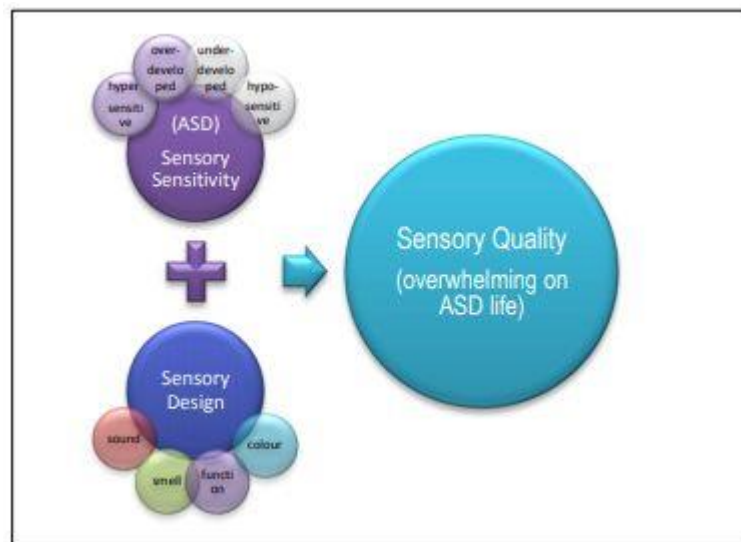 over-
develo
ped
under-
develo
ped
hyper
sensiti
ve
hypo-
sensiti
ve
(ASD)
Sensory
Sensitivity
Sensory Quality
(overwhelming on
ASD life)
Sensory
Design
sound
smell
functi
on
colour